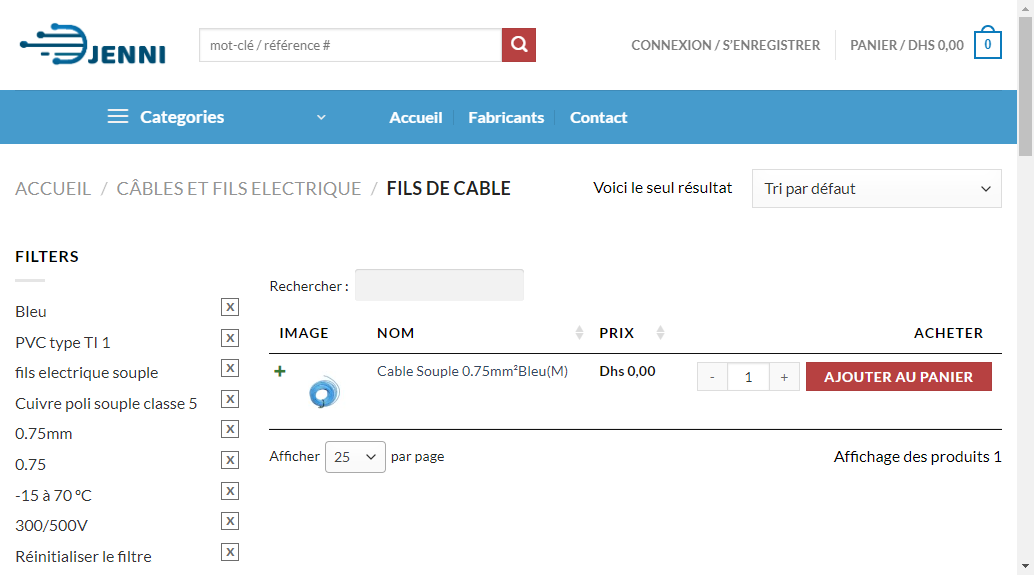 JENNI
mot-clé / référence #
CONNEXION / S'ENREGISTRER
PANIER / DHS 0,00
0
Categories
Accueil
Fabricants
Contact
ACCUEIL / CÂBLES ET FILS ELECTRIQUE / FILS DE CABLE
Voici le seul résultat
Tri par défaut
FILTERS
Bleu X
PVC type TI 1 X
fils electrique souple X
Cuivre poli souple classe 5 X
0.75mm X
0.75 X
-15 à 70 °C X
300/500V X
Réinitialiser le filtre X
Rechercher :
IMAGE NOM PRIX ACHETER
+ Cable Souple 0.75mm²Bleu(M) Dhs 0,00 - 1 + AJOUTER AU PANIER
Afficher 25 par page
Affichage des produits 1